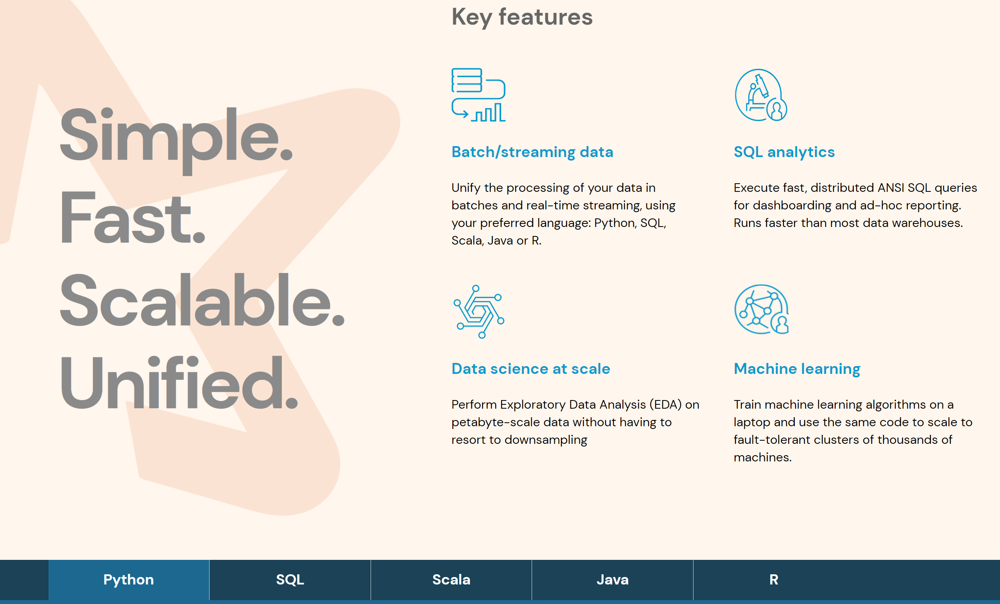 Simple.
Fast.
Scalable.
Unified.
Key features
Batch/streaming data
Unify the processing of your data in
batches and real-time streaming, using
your preferred language: Python, SQL,
Scala, Java or R.
SQL analytics
Execute fast, distributed ANSI SQL queries
for dashboarding and ad-hoc reporting.
Runs faster than most data warehouses.
Data science at scale
Perform Exploratory Data Analysis (EDA) on
petabyte-scale data without having to
resort to downsampling
Machine learning
Train machine learning algorithms on a
laptop and use the same code to scale to
fault-tolerant clusters of thousands of
machines.
Python
SQL
Scala
Java
R